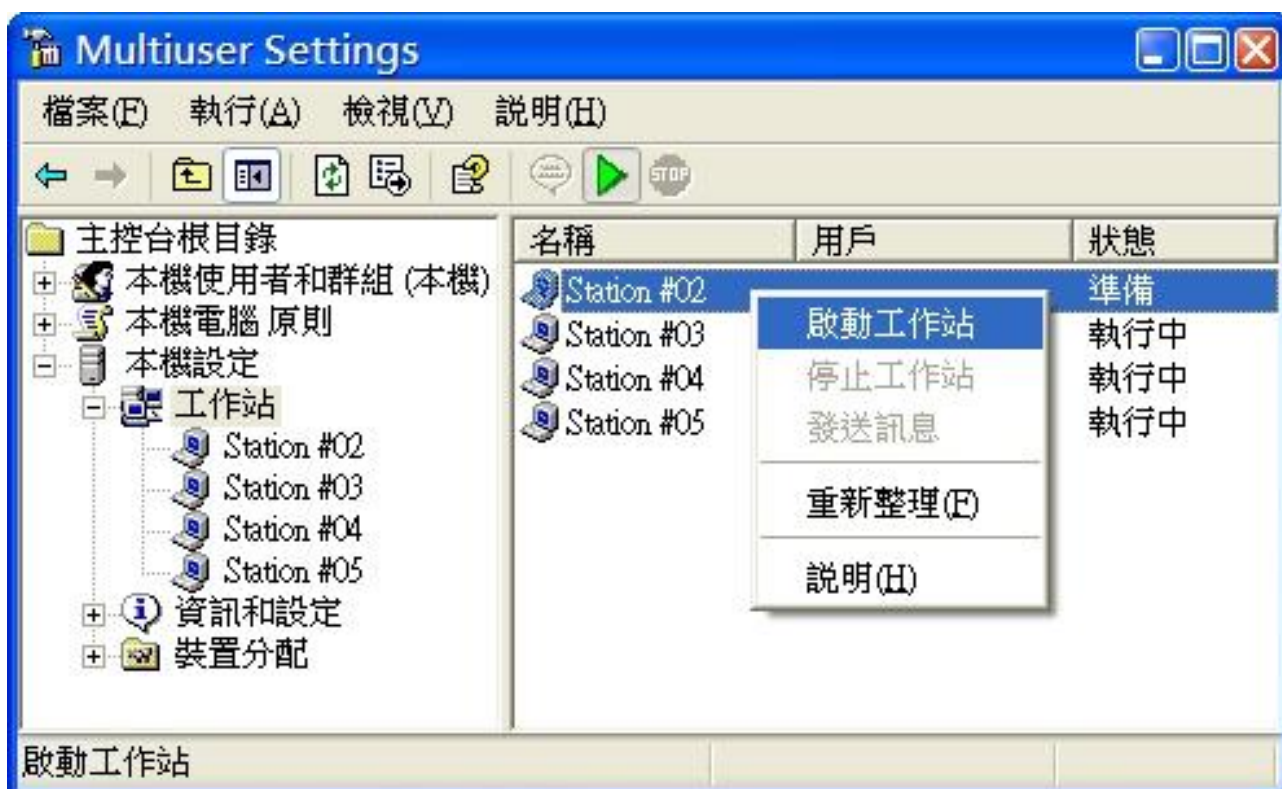 Multiuser Settings
檔案(F) 執行(A) 檢視(V) 說明(H)
STOP
主控台根目錄
本機使用者和群組 (本機)
本機電腦 原則
本機設定
工作站
Station #02
Station #03
Station #04
Station #05
資訊和設定
裝置分配
名稱 用戶 狀態
Station #02 準備
Station #03 執行中
Station #04 執行中
Station #05 執行中
啟動工作站
停止工作站
發送訊息
重新整理(F)
說明(H)
啟動工作站